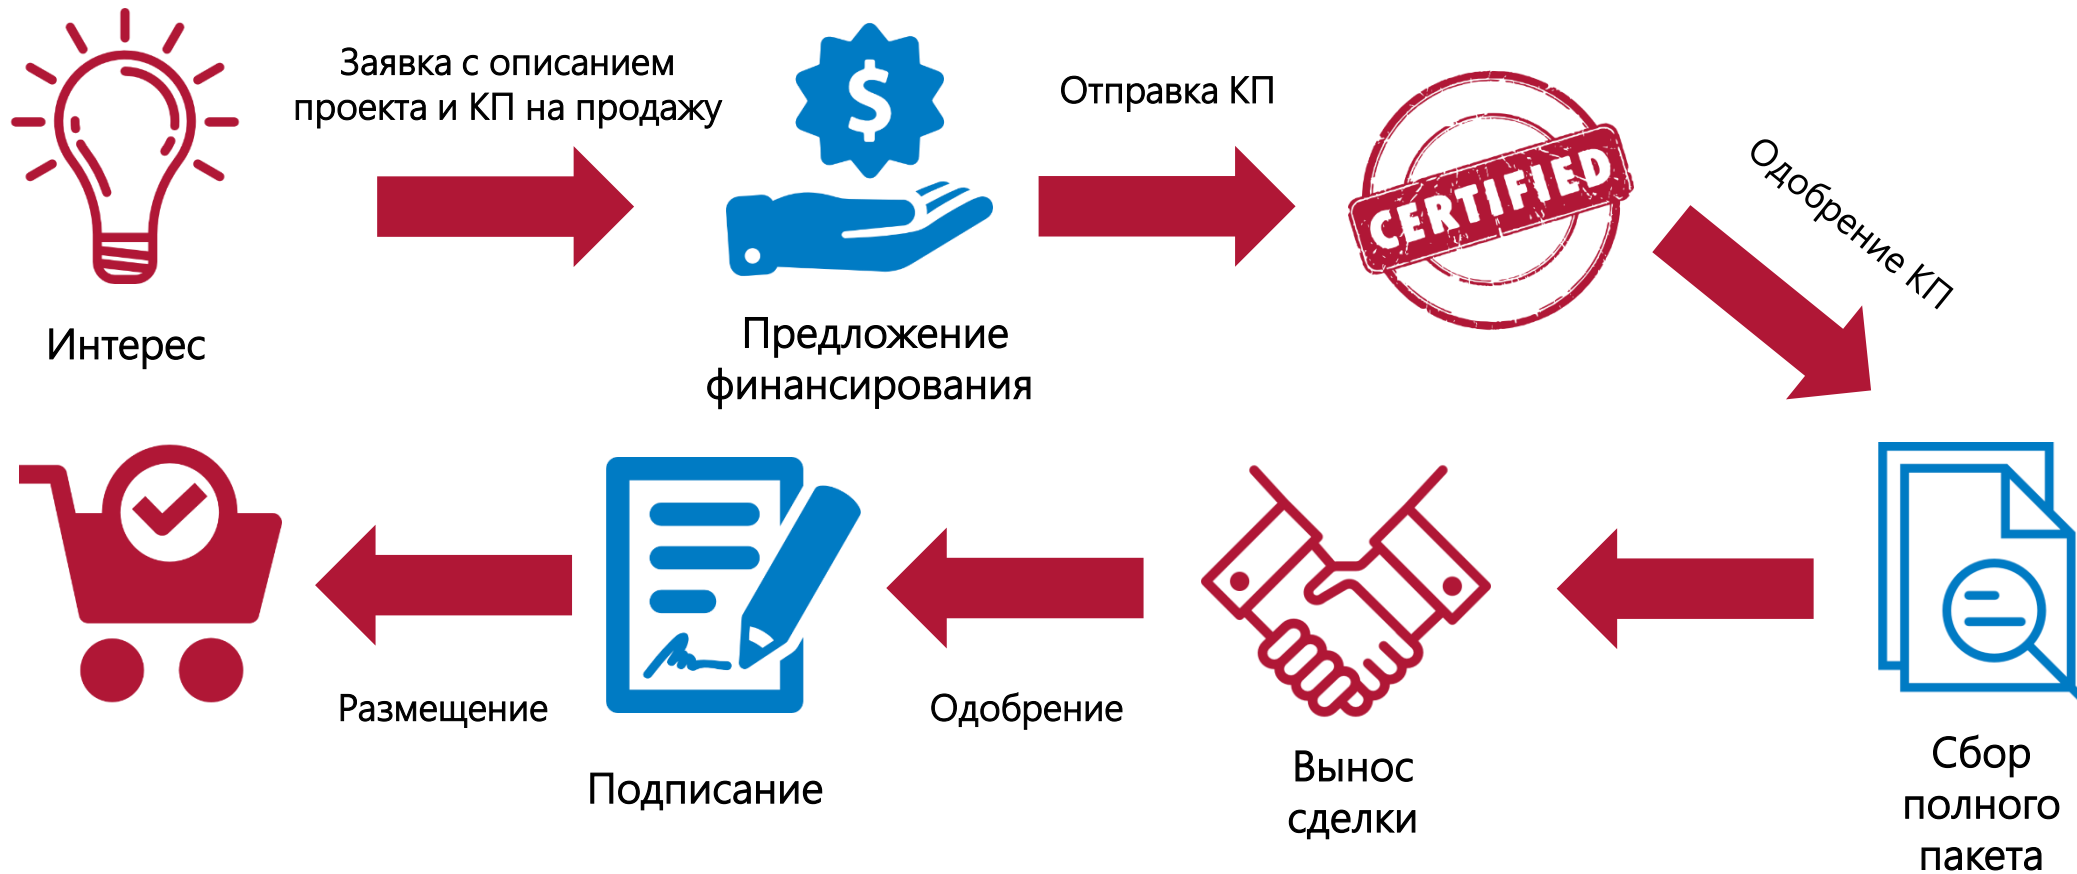 Заявка с описанием
проекта и КП на продажу
Отправка КП
CERTIFIED
Одобрение КП
Интерес
Предложение
финансирования
Размещение
Подписание
Одобрение
Вынос
сделки
Сбор
полного
пакета